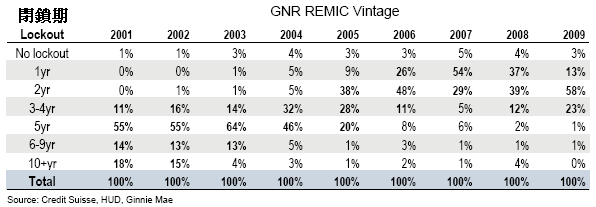 閉鎖期 GNR REMIC Vintage
Lockout 2001 2002 2003 2004 2005 2006 2007 2008 2009
No lockout 1% 1% 3% 4% 3% 3% 5% 4% 3%
1yr 0% 0% 1% 5% 9% 26% 54% 37% 13%
2yr 0% 1% 1% 5% 38% 48% 29% 39% 58%
3-4yr 11% 16% 14% 32% 28% 11% 5% 12% 23%
5yr 55% 55% 64% 46% 20% 8% 6% 2% 1%
6-9yr 14% 13% 13% 5% 1% 3% 1% 1% 1%
10+yr 18% 15% 4% 3% 1% 2% 1% 4% 0%
Total 100% 100% 100% 100% 100% 100% 100% 100% 100%
Source: Credit Suisse, HUD, Ginnie Mae